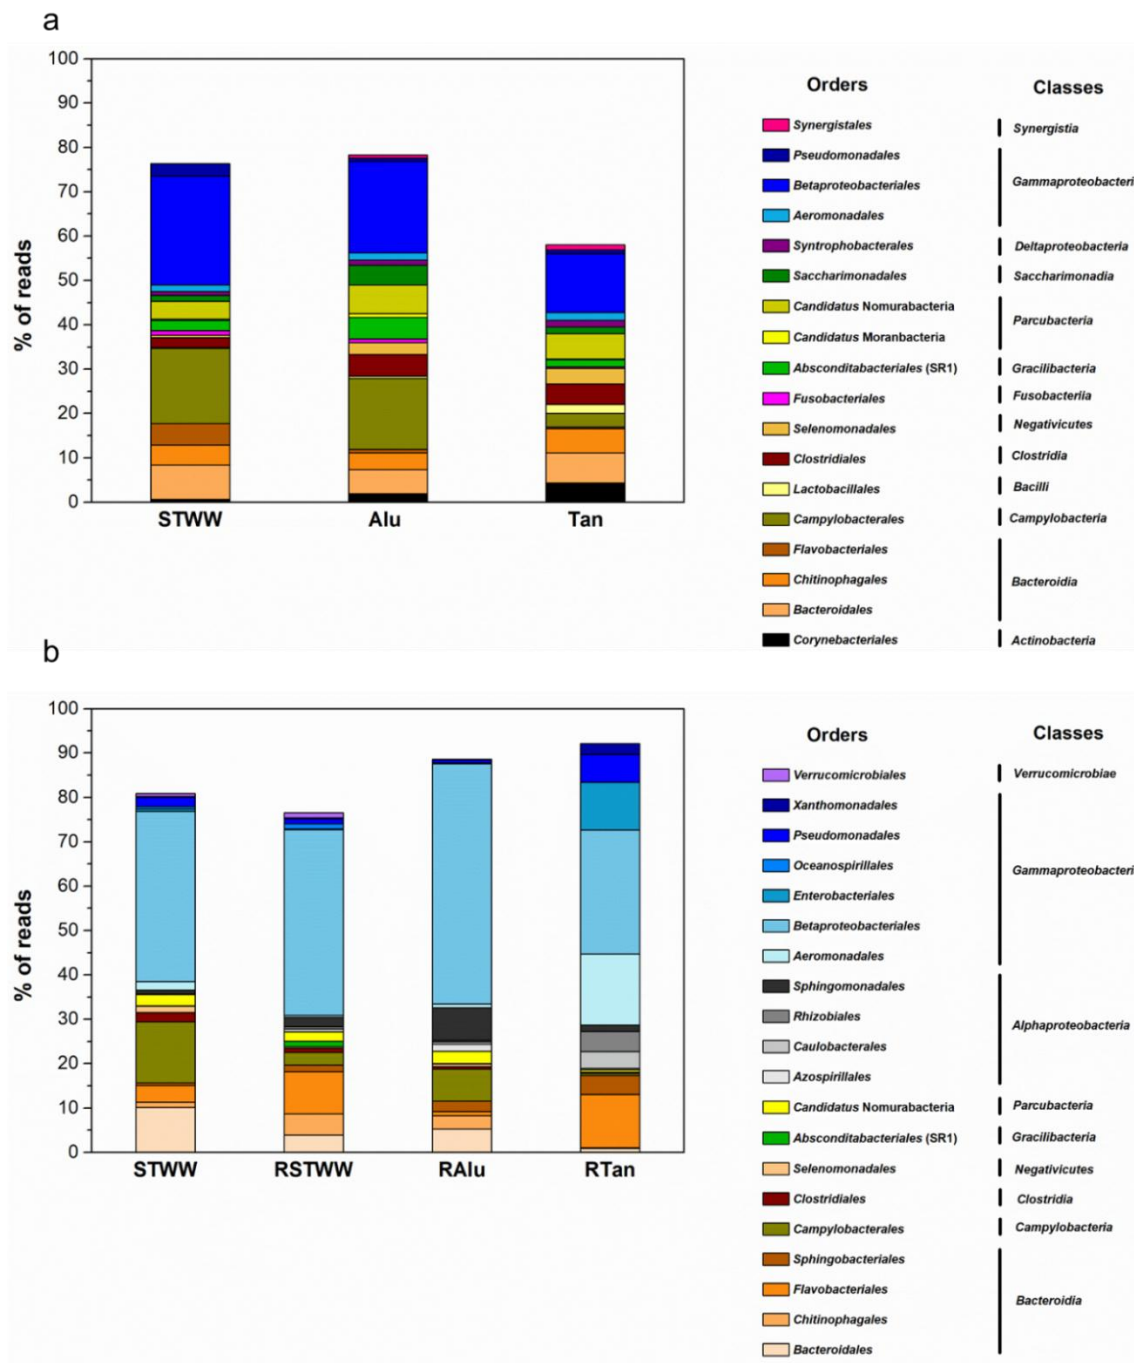 a
100
90
80
70
60
50
40
30
20
10
0
% of reads
STWW Alu Tan
Orders Classes
Synergistales Synergistia
Pseudomonadales
Betaproteobacteriales Gammaproteobacteri
Aeromonadales
Syntrophobacterales Deltaproteobacteria
Saccharimonadales Saccharimonadia
Candidatus Nomurabacteria
Parcubacteria
Candidatus Moranbacteria
Absconditabacteriales (SR1) Gracilibacteria
Fusobacteriales Fusobacteriia
Selenomonadales Negativicutes
Clostridiales Clostridia
Lactobacillales Bacilli
Campylobacterales Campylobacteria
Flavobacteriales
Chitinophagales Bacteroidia
Bacteroidales
Corynebacteriales Actinobacteria
b
100
90
80
70
60
50
40
30
20
10
0
% of reads
STWW RSTWW RAlu RTan
Orders Classes
Verrucomicrobiales Verrucomicrobiae
Xanthomonadales
Pseudomonadales
Oceanospirillales Gammaproteobacteri
Enterobacteriales
Betaproteobacteriales
Aeromonadales
Sphingomonadales
Rhizobiales Alphaproteobacteria
Caulobacterales
Azospirillales
Candidatus Nomurabacteria Parcubacteria
Absconditabacteriales (SR1) Gracilibacteria
Selenomonadales Negativicutes
Clostridiales Clostridia
Campylobacterales Campylobacteria
Sphingobacteriales
Flavobacteriales Bacteroidia
Chitinophagales
Bacteroidales